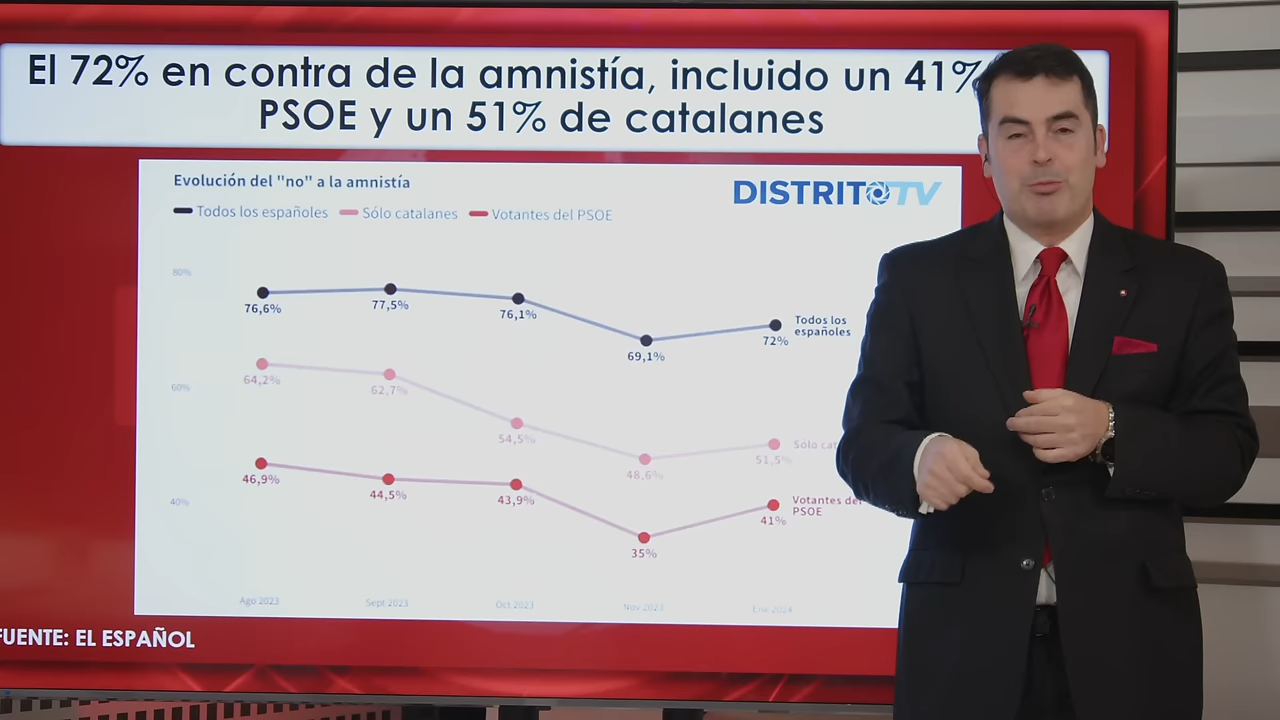 El 72% en contra de la amnistía, incluido un 41%
PSOE y un 51% de catalanes
Evolución del "no" a la amnistía
DISTRITO TV
Todos los españoles Sólo catalanes Votantes del PSOE
80%
76,6% 77,5% 76,1% 69,1% 72%
Todos los
españoles
60%
64,2% 62,7% 54,5% 48,6% 51,5%
Sólo
40%
46,9% 44,5% 43,9% 35% 41%
Votantes del
PSOE
Ago 2023 Sept 2023 Oct 2023 Nov 2023 Ene 2024
FUENTE: EL ESPAÑOL